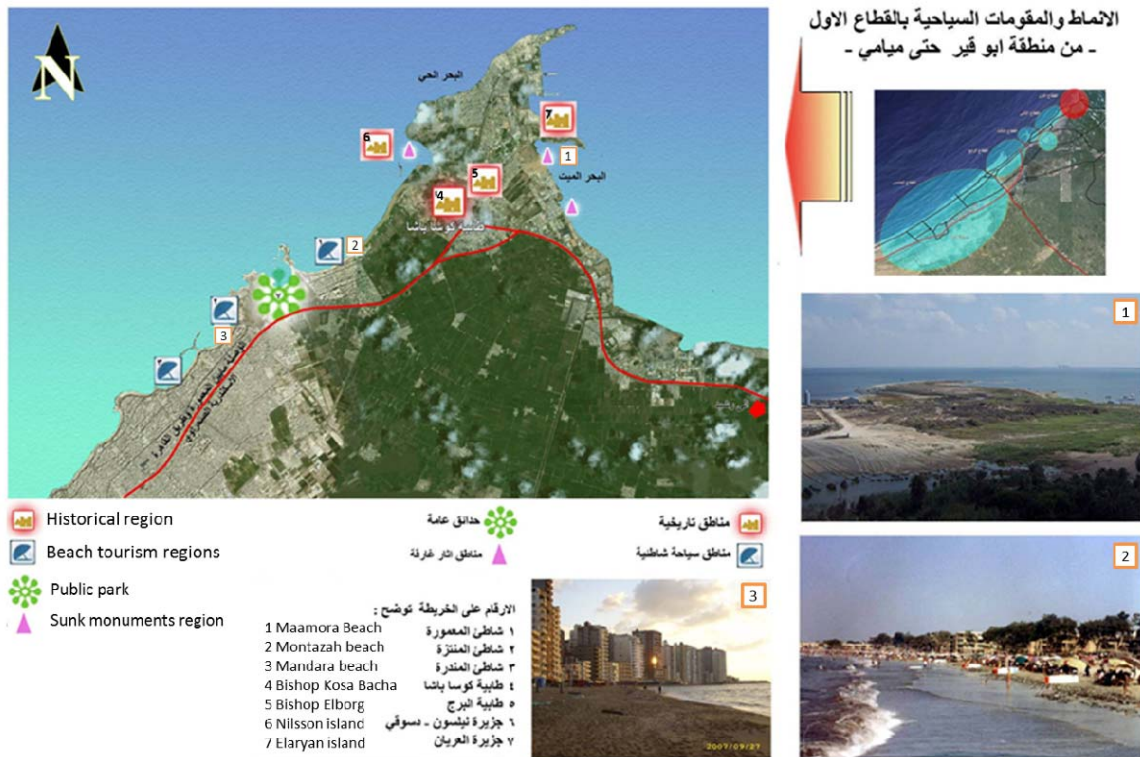 الانماط والمقومات السياحية بالقطاع الاول
- من منطقة ابو قير حتى ميامي -
N
البحر الحي
7
6
1
5
البحر الميت
4
طابية كوسا باشا
2
3
1
2
3
Historical region
Beach tourism regions
Public park
Sunk monuments region
حدائق عامة
مناطق تاريخية
مناطق اثار غارقة
مناطق سياحة شاطئية
الارقام على الخريطة توضح :
1 Maamora Beach
١ شاطئ المعمورة
2 Montazah beach
٢ شاطئ المنتزة
3 Mandara beach
٣ شاطئ المندرة
4 Bishop Kosa Bacha
٤ طابية كوسا باشا
5 Bishop Elborg
٥ طابية البرج
6 Nilsson island
٦ جزيرة نيلسون - دسوقي
7 Elaryan island
٧ جزيرة العريان
2007/09/27